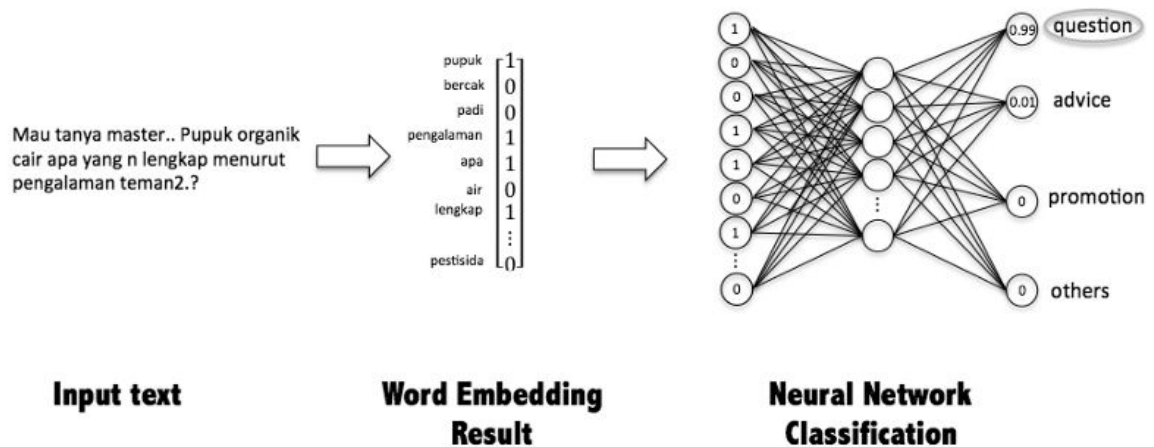 Mau tanya master.. Pupuk organik
cair apa yang n lengkap menurut
pengalaman teman2.?
pupuk 1
bercak 0
padi 0
pengalaman 1
apa 1
air 0
lengkap 1
⋮
pestisida 0
1
0
0
1
1
0
1
⋮
0
⋮
0.99 question
0.01 advice
0 promotion
0 others
Input text
Word Embedding
Result
Neural Network
Classification